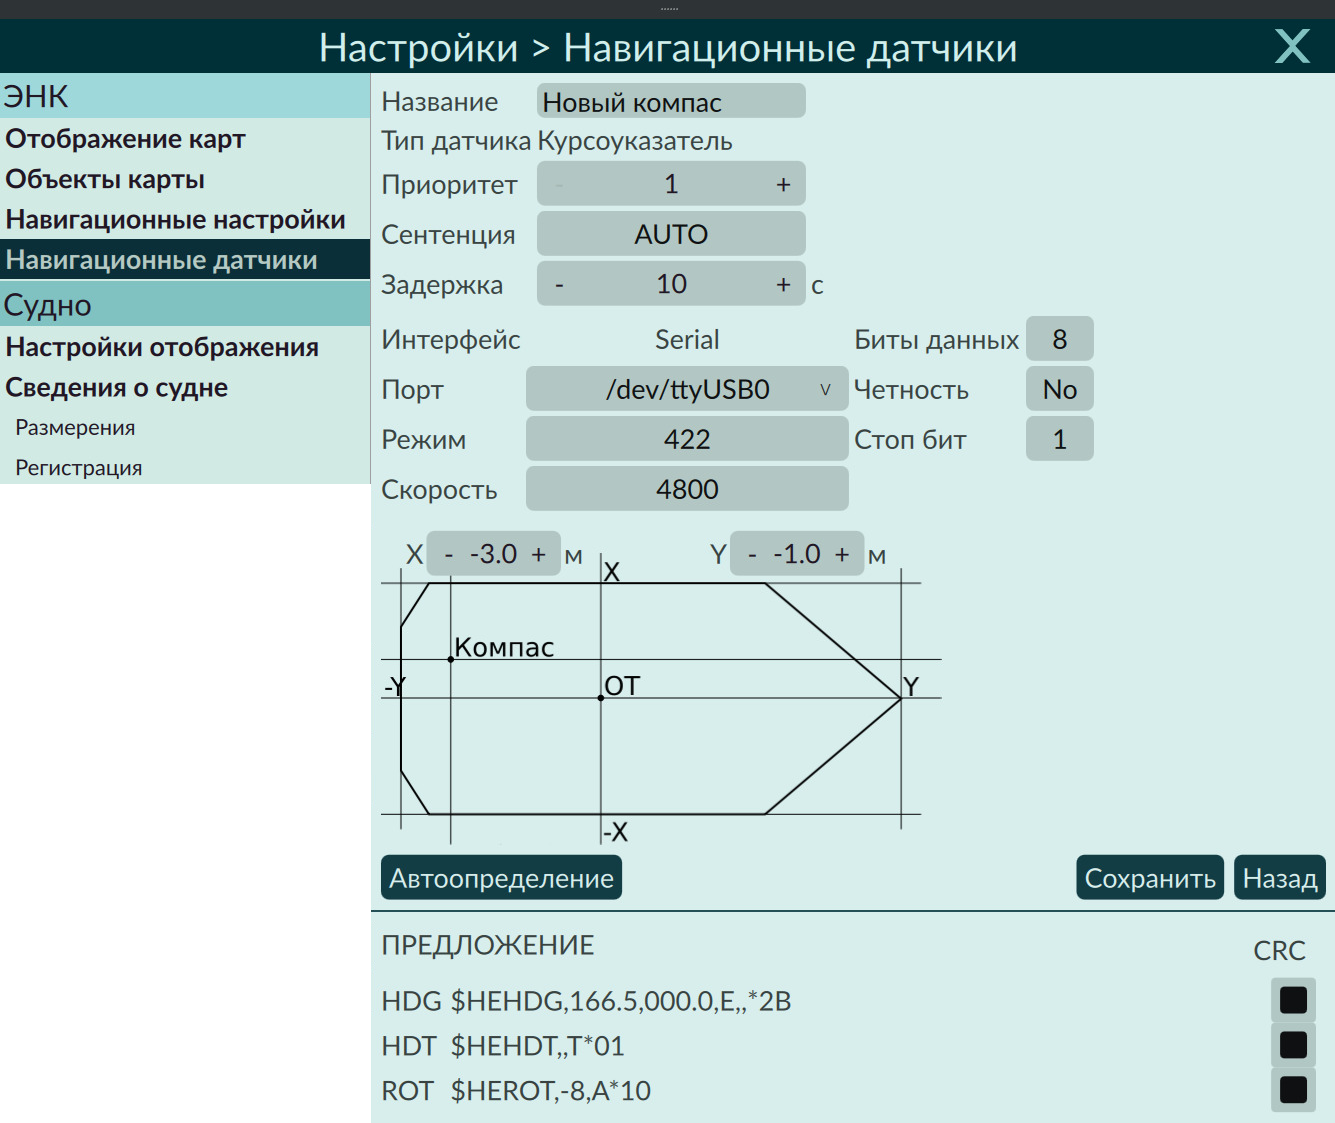 Настройки > Навигационные датчики X
ЭНК
Отображение карт
Объекты карты
Навигационные настройки
Навигационные датчики
Судно
Настройки отображения
Сведения о судне
Размерения
Регистрация
Название Новый компас
Тип датчика Курсоуказатель
Приоритет - 1 +
Сентенция AUTO
Задержка - 10 + с
Интерфейс Serial Биты данных 8
Порт /dev/ttyUSB0 v Четность No
Режим 422 Стоп бит 1
Скорость 4800
X - -3.0 + м Y - -1.0 + м
X
Компас
-Y ОТ Y
-X
Автоопределение Сохранить Назад
ПРЕДЛОЖЕНИЕ CRC
HDG $HEHDG,166.5,000.0,E,,*2B
HDT $HEHDT,,T*01
ROT $HEROT,-8,A*10